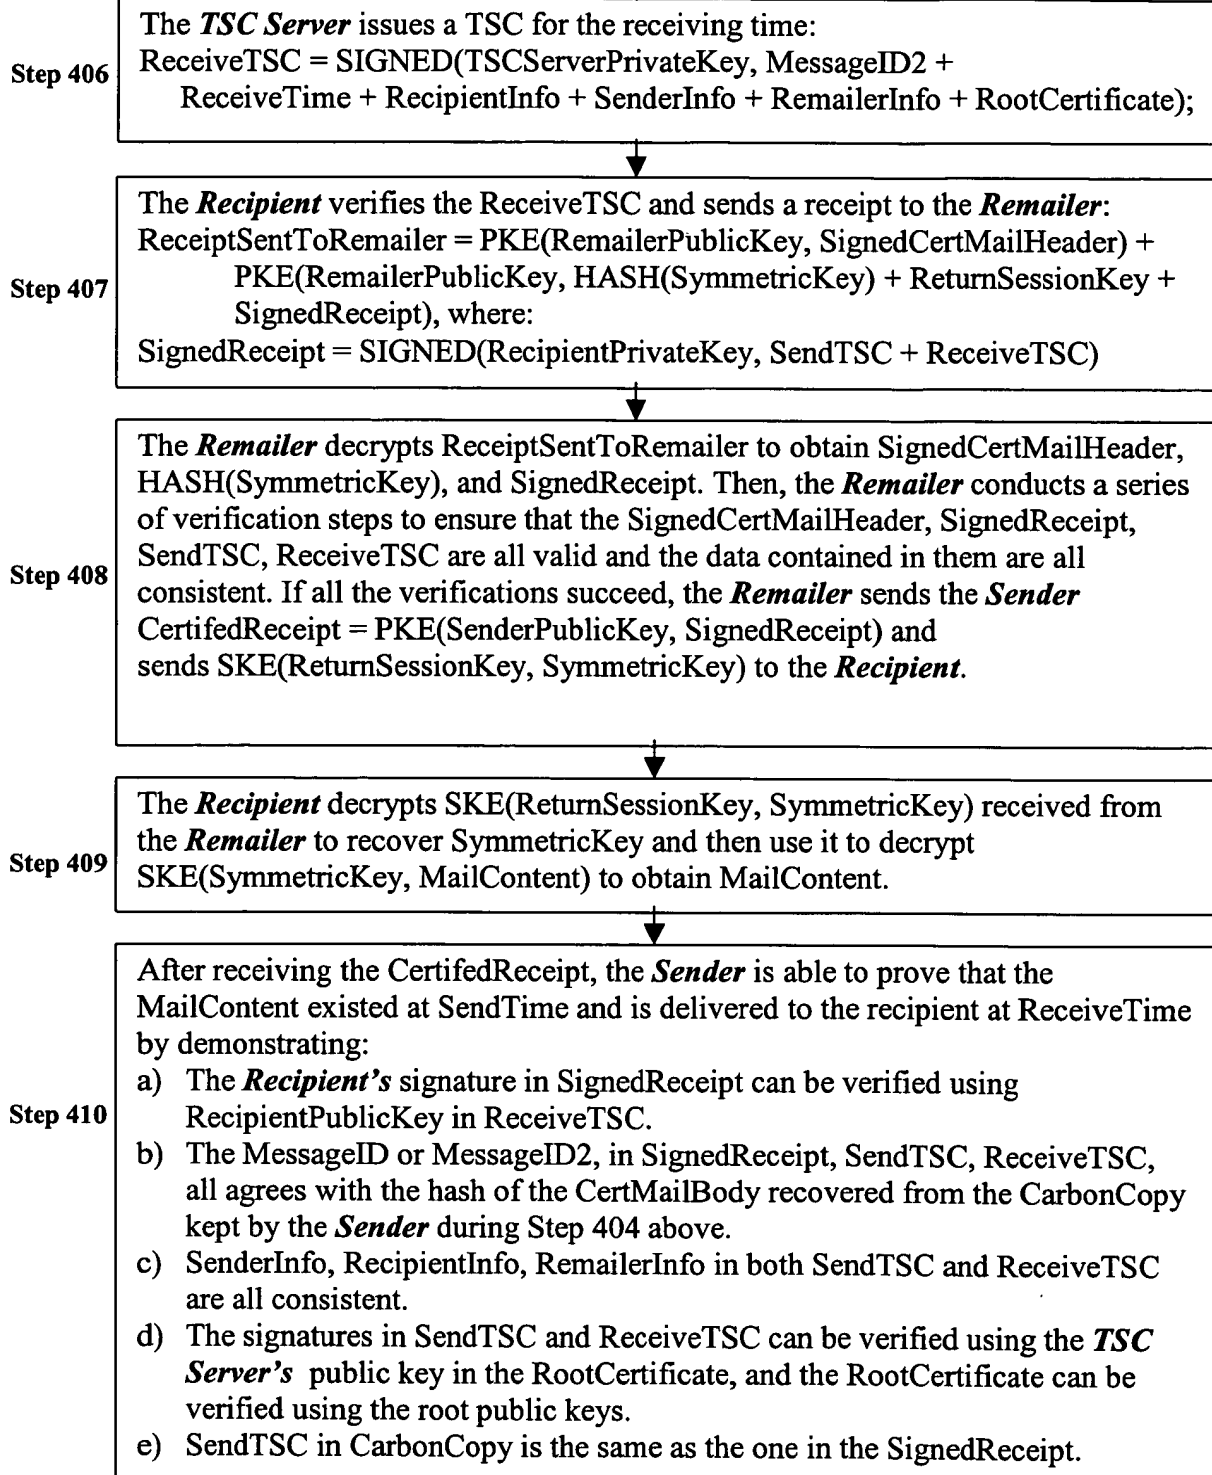 The TSC Server issues a TSC for the receiving time:
Step 406
ReceiveTSC = SIGNED(TSCServerPrivateKey, MessageID2 +
ReceiveTime + RecipientInfo + SenderInfo + RemailerInfo + RootCertificate);
The Recipient verifies the ReceiveTSC and sends a receipt to the Remailer:
ReceiptSentToRemailer = PKE(RemailerPublicKey, SignedCertMailHeader) +
Step 407
PKE(RemailerPublicKey, HASH(SymmetricKey) + ReturnSessionKey +
SignedReceipt), where:
SignedReceipt = SIGNED(RecipientPrivateKey, SendTSC + ReceiveTSC)
The Remailer decrypts ReceiptSentToRemailer to obtain SignedCertMailHeader,
HASH(SymmetricKey), and SignedReceipt. Then, the Remailer conducts a series
of verification steps to ensure that the SignedCertMailHeader, SignedReceipt,
Step 408
SendTSC, ReceiveTSC are all valid and the data contained in them are all
consistent. If all the verifications succeed, the Remailer sends the Sender
CertifedReceipt = PKE(SenderPublicKey, SignedReceipt) and
sends SKE(ReturnSessionKey, SymmetricKey) to the Recipient.
The Recipient decrypts SKE(ReturnSessionKey, SymmetricKey) received from
Step 409
the Remailer to recover SymmetricKey and then use it to decrypt
SKE(SymmetricKey, MailContent) to obtain MailContent.
After receiving the CertifedReceipt, the Sender is able to prove that the
MailContent existed at SendTime and is delivered to the recipient at ReceiveTime
by demonstrating:
a) The Recipient's signature in SignedReceipt can be verified using
Step 410
RecipientPublicKey in ReceiveTSC.
b) The MessageID or MessageID2, in SignedReceipt, SendTSC, ReceiveTSC,
all agrees with the hash of the CertMailBody recovered from the CarbonCopy
kept by the Sender during Step 404 above.
c) SenderInfo, RecipientInfo, RemailerInfo in both SendTSC and ReceiveTSC
are all consistent.
d) The signatures in SendTSC and ReceiveTSC can be verified using the TSC
Server's public key in the RootCertificate, and the RootCertificate can be
verified using the root public keys.
e) SendTSC in CarbonCopy is the same as the one in the SignedReceipt.